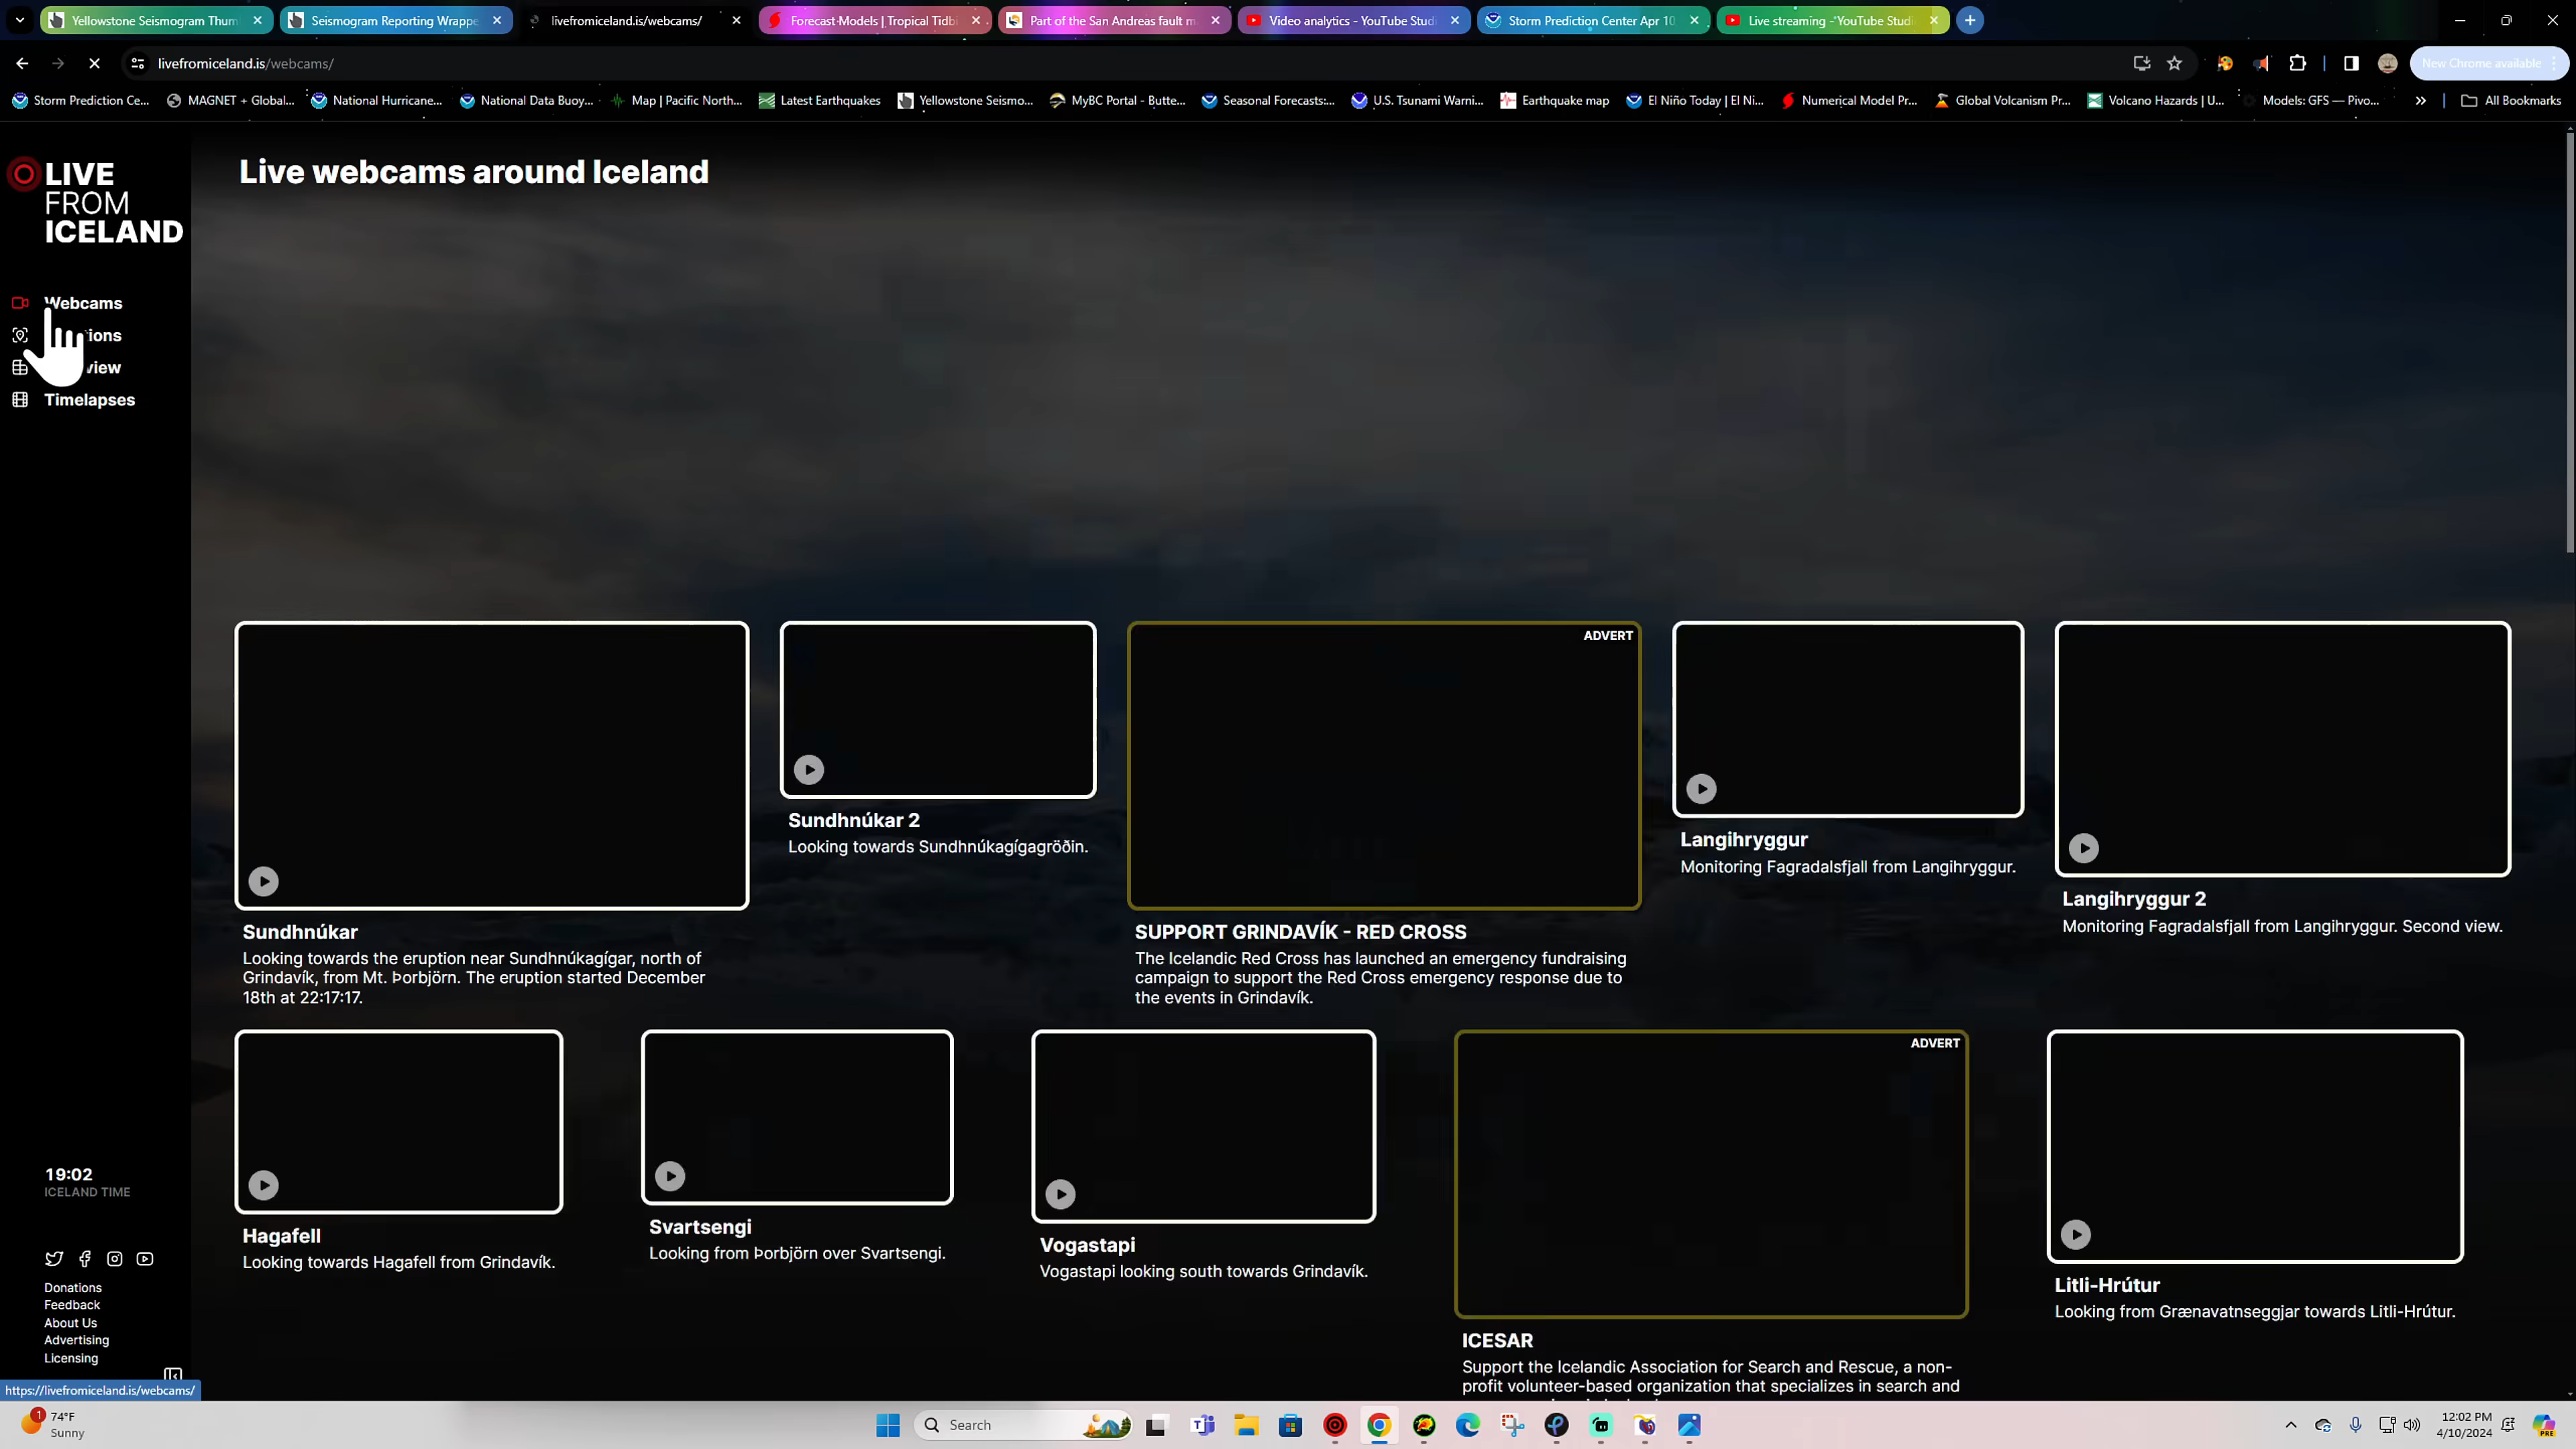 Yellowstone Seismogram Thum
Seismogram Reporting Wrappe
livefromiceland.is/webcams/
Forecast Models | Tropical Tidbi
Part of the San Andreas fault m
Video analytics - YouTube Studi
Storm Prediction Center Apr 10
Live streaming - YouTube Studi
livefromiceland.is/webcams/
New Chrome available
Storm Prediction Ce...
MAGNET + Global...
National Hurricane...
National Data Buoy...
Map | Pacific North...
Latest Earthquakes
Yellowstone Seismo...
MyBC Portal - Butte...
Seasonal Forecasts:...
U.S. Tsunami Warni...
Earthquake map
El Niño Today | El Ni...
Numerical Model Pr...
Global Volcanism Pr...
Volcano Hazards | U...
Models: GFS — Pivo...
All Bookmarks
LIVE
FROM
ICELAND
Live webcams around Iceland
Webcams
Timelapses
ADVERT
Sundhnúkar 2
Looking towards Sundhnúkagígagröðin.
Langihryggur
Monitoring Fagradalsfjall from Langihryggur.
Langihryggur 2
Monitoring Fagradalsfjall from Langihryggur. Second view.
Sundhnúkar
Looking towards the eruption near Sundhnúkagígar, north of
Grindavík, from Mt. Þorbjörn. The eruption started December
18th at 22:17:17.
SUPPORT GRINDAVÍK - RED CROSS
The Icelandic Red Cross has launched an emergency fundraising
campaign to support the Red Cross emergency response due to
the events in Grindavík.
ADVERT
Hagafell
Looking towards Hagafell from Grindavík.
Svartsengi
Looking from Þorbjörn over Svartsengi.
Vogastapi
Vogastapi looking south towards Grindavík.
Litli-Hrútur
Looking from Grænavatnseggjar towards Litli-Hrútur.
ICESAR
Support the Icelandic Association for Search and Rescue, a non-
profit volunteer-based organization that specializes in search and
19:02
ICELAND TIME
Donations
Feedback
About Us
Advertising
Licensing
https://livefromiceland.is/webcams/
1
74°F
Sunny
Search
12:02 PM
4/10/2024
PRE